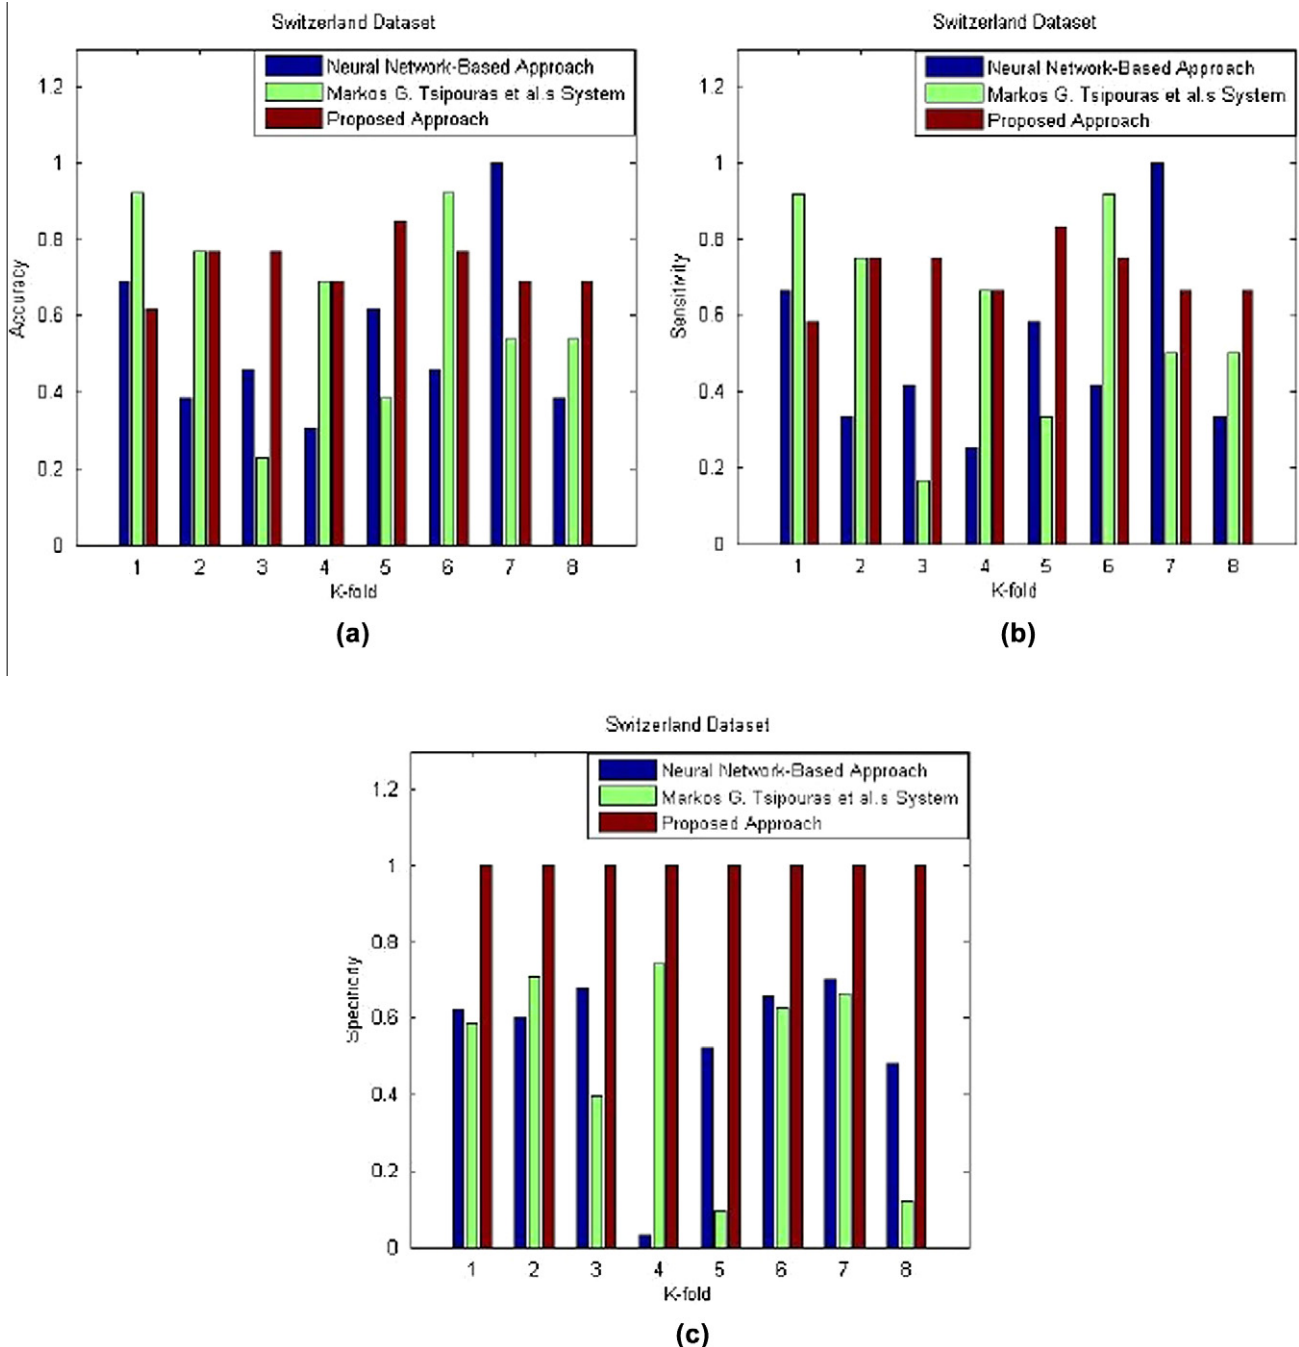 Switzerland Dataset
Neural Network-Based Approach
Markos G. Tsipouras et al.s System
Proposed Approach
1.2
1
0.8
0.6
0.4
0.2
0
Accuracy
1 2 3 4 5 6 7 8
K-fold
(a)
Switzerland Dataset
Neural Network-Based Approach
Markos G. Tsipouras et al.s System
Proposed Approach
1.2
1
0.8
0.6
0.4
0.2
0
Sensitivity
1 2 3 4 5 6 7 8
K-fold
(b)
Switzerland Dataset
Neural Network-Based Approach
Markos G. Tsipouras et al.s System
Proposed Approach
1.2
1
0.8
0.6
0.4
0.2
0
Specificity
1 2 3 4 5 6 7 8
K-fold
(c)